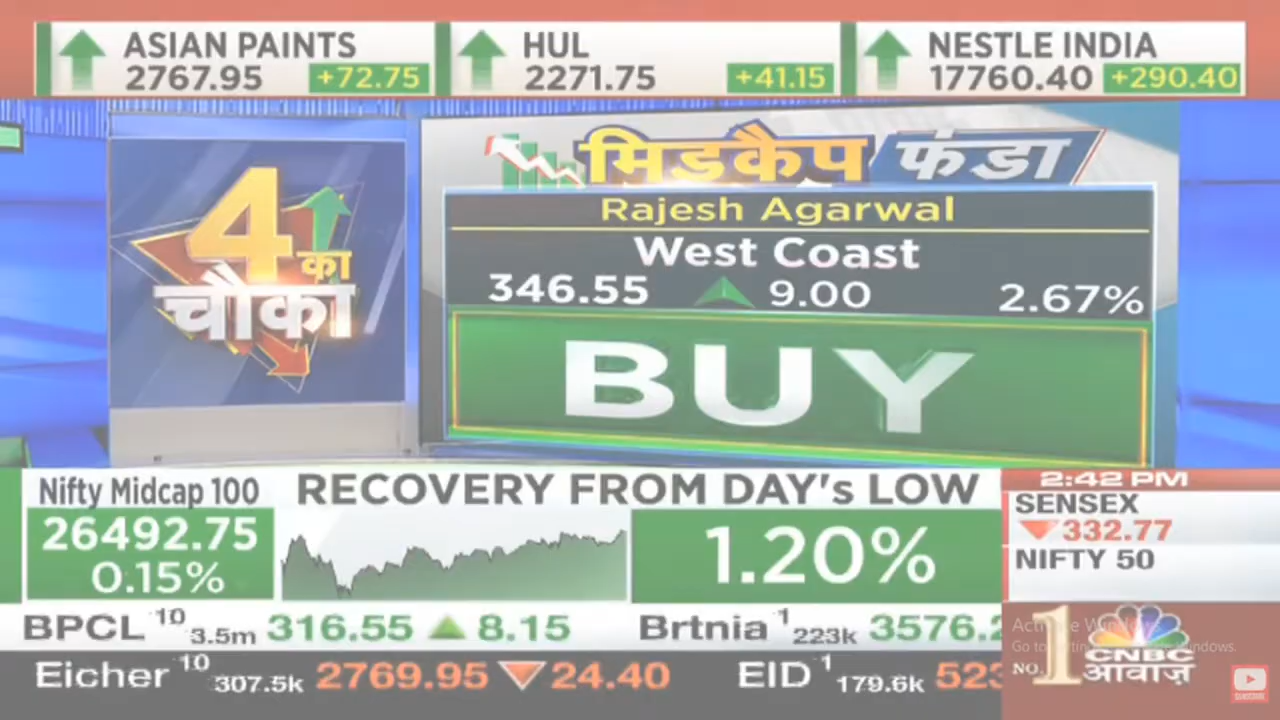 ASIAN PAINTS
2767.95 +72.75
HUL
2271.75 +41.15
NESTLE INDIA
17760.40 +290.40
4
का
चौका
मिडकैप फंडा
Rajesh Agarwal
West Coast
346.55 9.00 2.67%
BUY
Nifty Midcap 100
26492.75
0.15%
RECOVERY FROM DAY's LOW
1.20%
2:42 PM
SENSEX
332.77
NIFTY 50
BPCL 10 3.5m 316.55 8.15 Brtnia 1 223k 3576.2
Eicher 10 307.5k 2769.95 24.40 EID 1 179.6k 523
NO. 1 CNBC
आवाज़
SUBSCRIBE